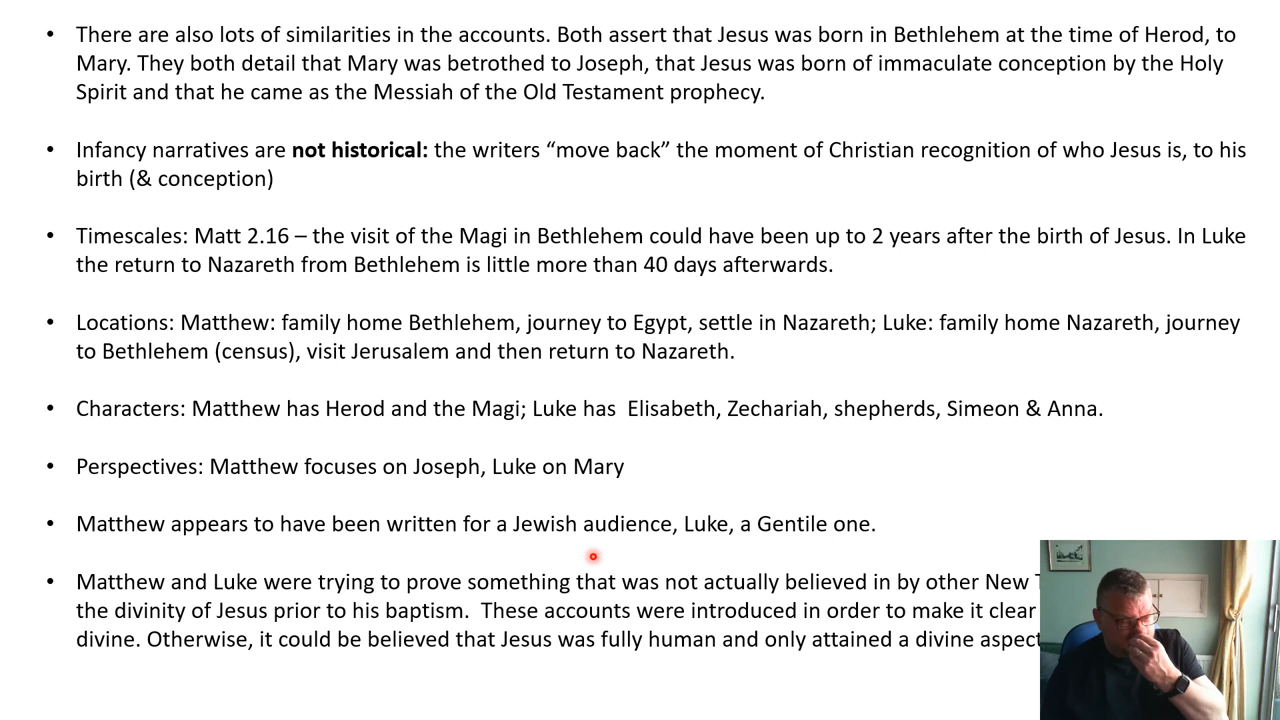 • There are also lots of similarities in the accounts. Both assert that Jesus was born in Bethlehem at the time of Herod, to
Mary. They both detail that Mary was betrothed to Joseph, that Jesus was born of immaculate conception by the Holy
Spirit and that he came as the Messiah of the Old Testament prophecy.
• Infancy narratives are not historical: the writers “move back” the moment of Christian recognition of who Jesus is, to his
birth (& conception)
• Timescales: Matt 2.16 – the visit of the Magi in Bethlehem could have been up to 2 years after the birth of Jesus. In Luke
the return to Nazareth from Bethlehem is little more than 40 days afterwards.
• Locations: Matthew: family home Bethlehem, journey to Egypt, settle in Nazareth; Luke: family home Nazareth, journey
to Bethlehem (census), visit Jerusalem and then return to Nazareth.
• Characters: Matthew has Herod and the Magi; Luke has  Elisabeth, Zechariah, shepherds, Simeon & Anna.
• Perspectives: Matthew focuses on Joseph, Luke on Mary
• Matthew appears to have been written for a Jewish audience, Luke, a Gentile one.
• Matthew and Luke were trying to prove something that was not actually believed in by other New
the divinity of Jesus prior to his baptism.  These accounts were introduced in order to make it clear
divine. Otherwise, it could be believed that Jesus was fully human and only attained a divine aspect